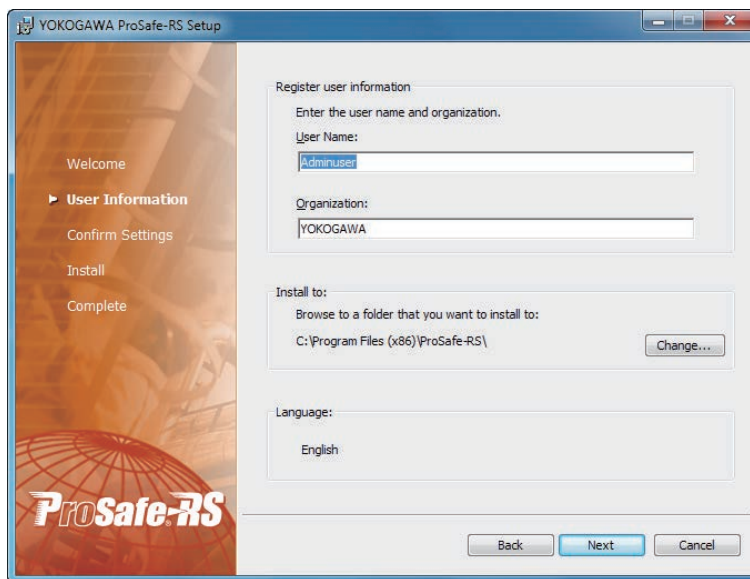 YOKOGAWA ProSafe-RS Setup
Welcome
User Information
Confirm Settings
Install
Complete
ProSafe-RS
Register user information
Enter the user name and organization.
User Name:
Adminuser
Organization:
YOKOGAWA
Install to:
Browse to a folder that you want to install to:
C:\Program Files (x86)\ProSafe-RS\
Change...
Language:
English
Back
Next
Cancel